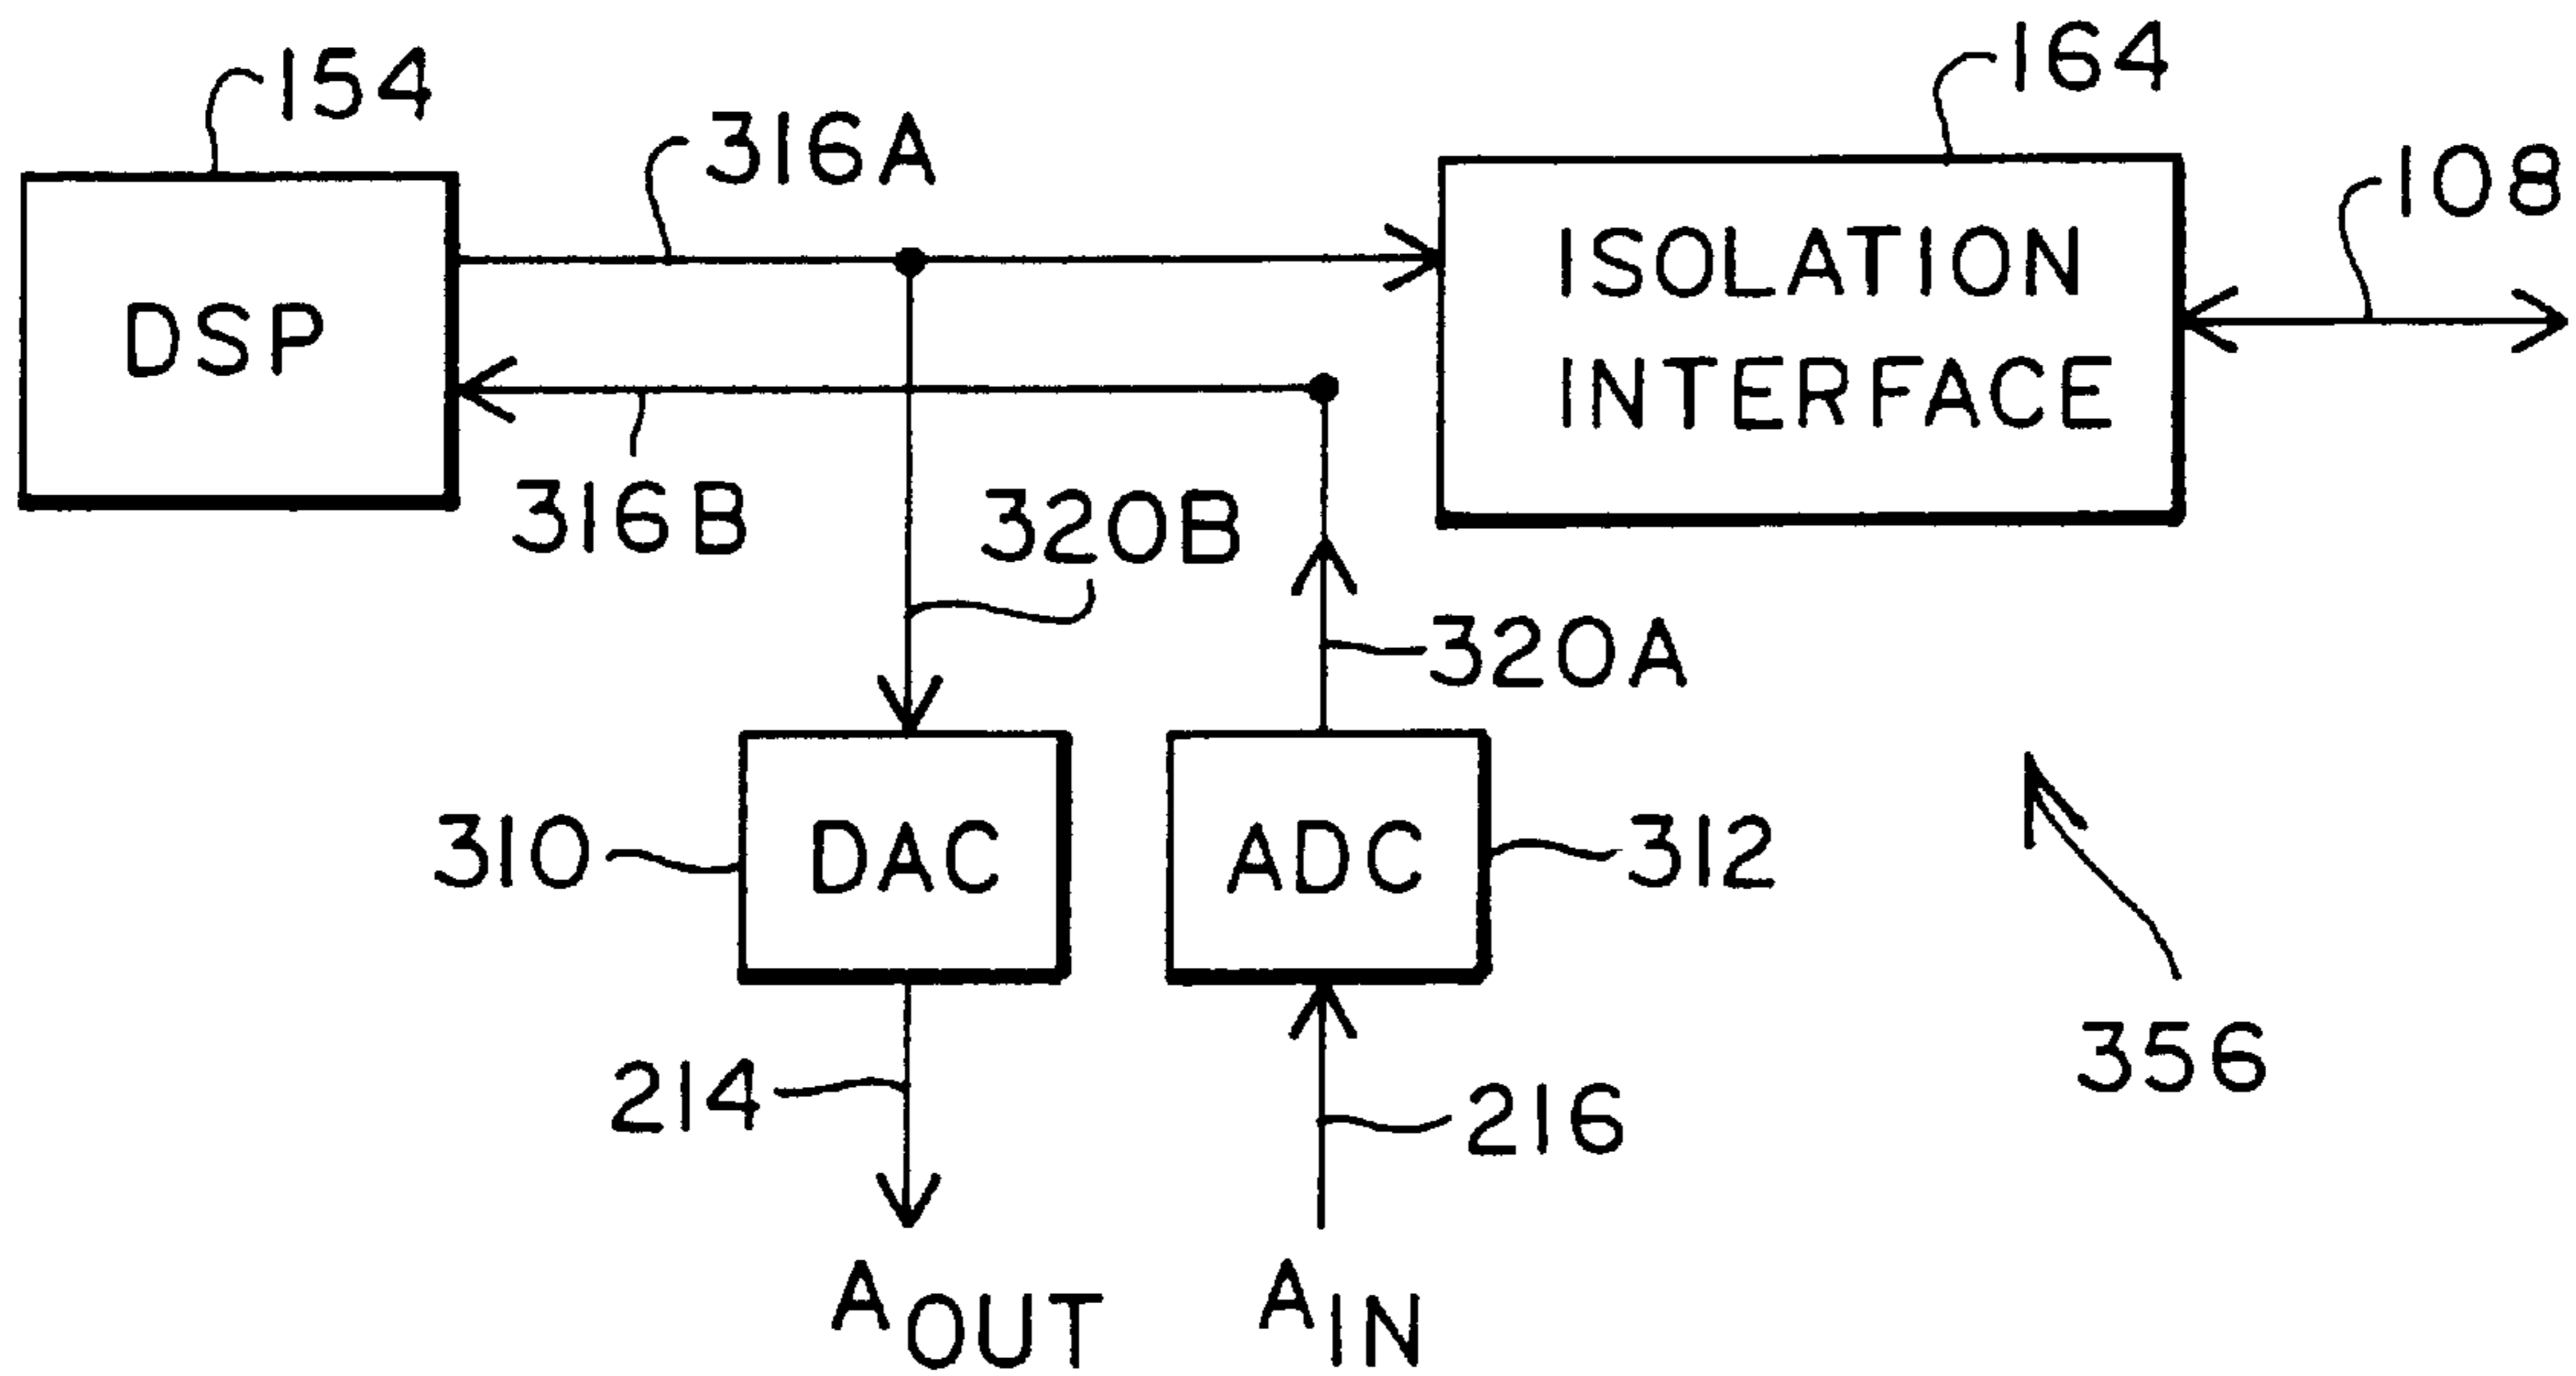 154
164
316A
108
DSP
ISOLATION
INTERFACE
316B
320B
320A
310
DAC
ADC
312
214
216
356
AOUT
AIN